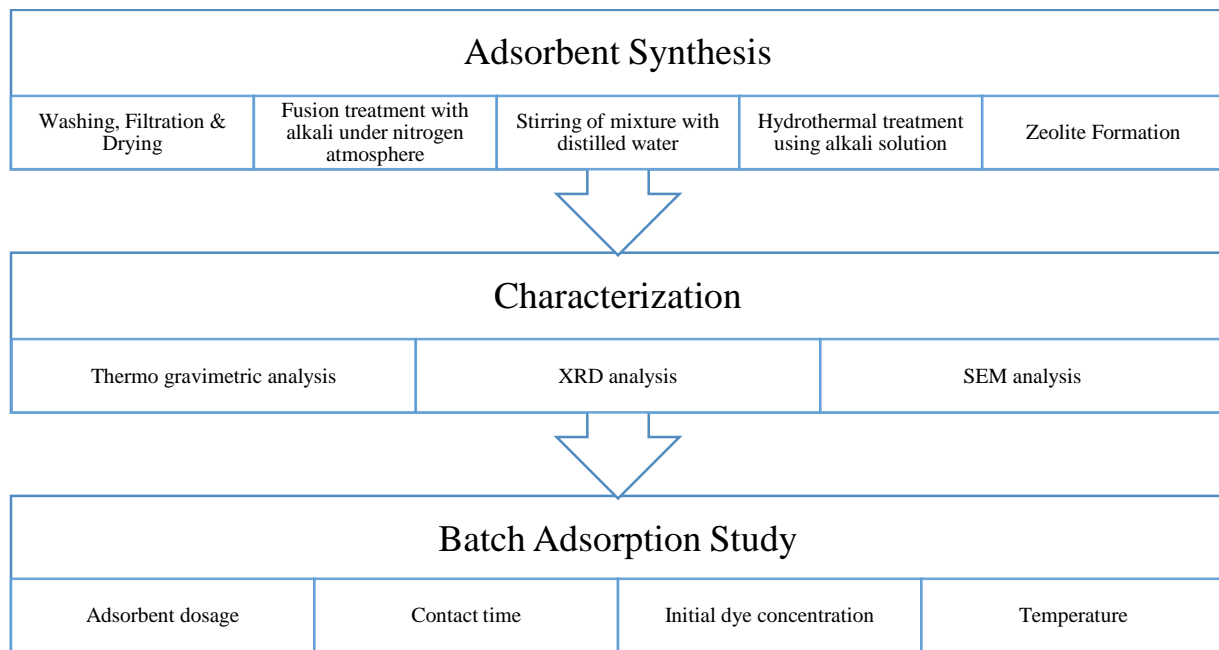 Adsorbent Synthesis
Washing, Filtration &
Drying
Fusion treatment with
alkali under nitrogen
atmosphere
Stirring of mixture with
distilled water
Hydrothermal treatment
using alkali solution
Zeolite Formation
Characterization
Thermo gravimetric analysis
XRD analysis
SEM analysis
Batch Adsorption Study
Adsorbent dosage
Contact time
Initial dye concentration
Temperature